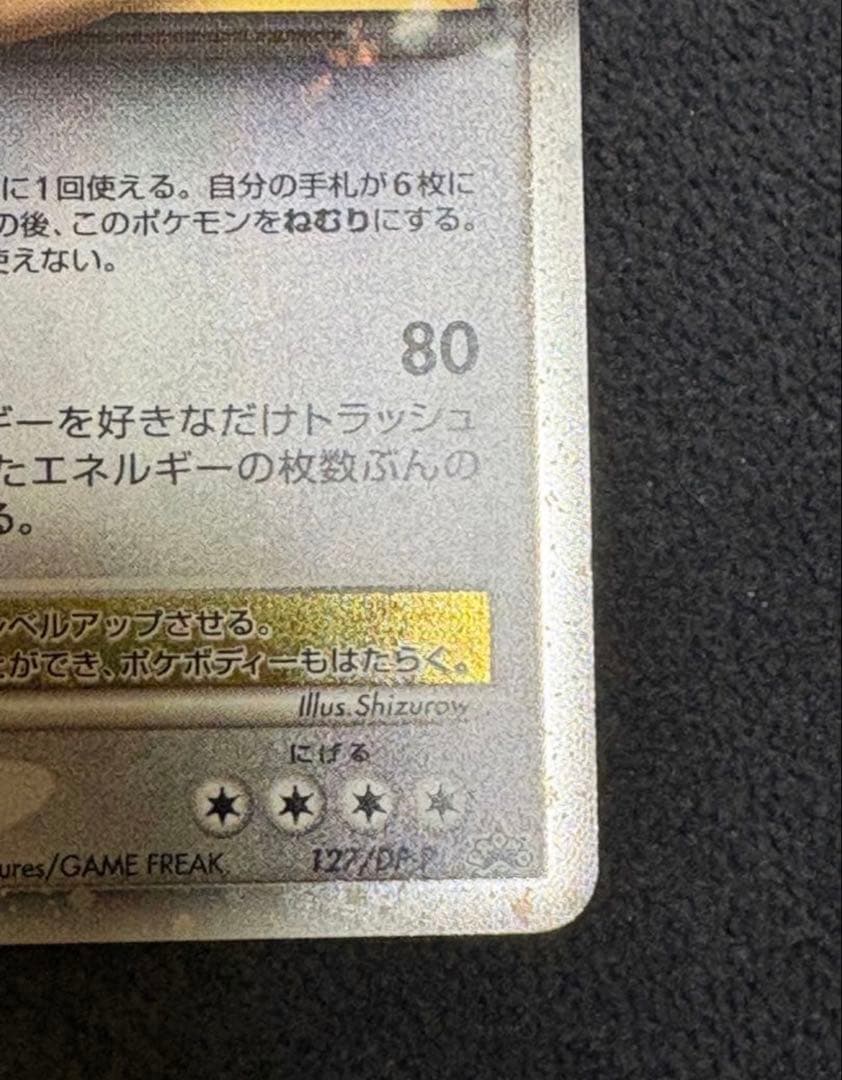 に1回使える。自分の手札が6枚に
の後、このポケモンをねむりにする。
使えない。
80
ギーを好きなだけトラッシュ
たエネルギーの枚数ぶんの
る。
レベルアップさせる。
とができ、ポケボディーもはたらく。
Illus.Shizurow
にげる
ures/GAME FREAK.
127/DP-P